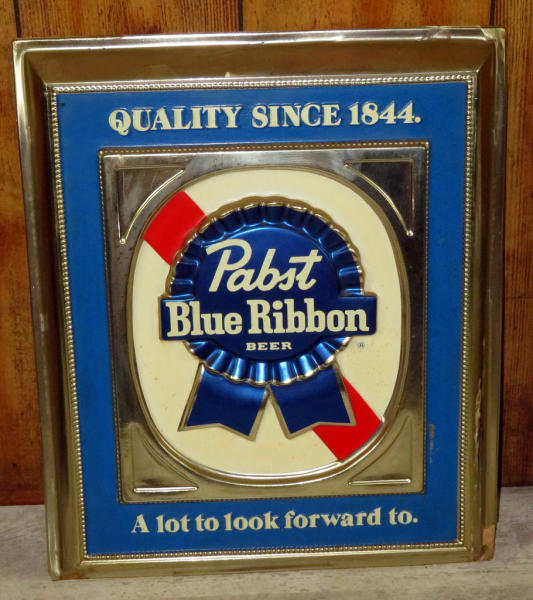 QUALITY SINCE 1844.
Pabst
Blue Ribbon
BEER
®
A lot to look forward to.